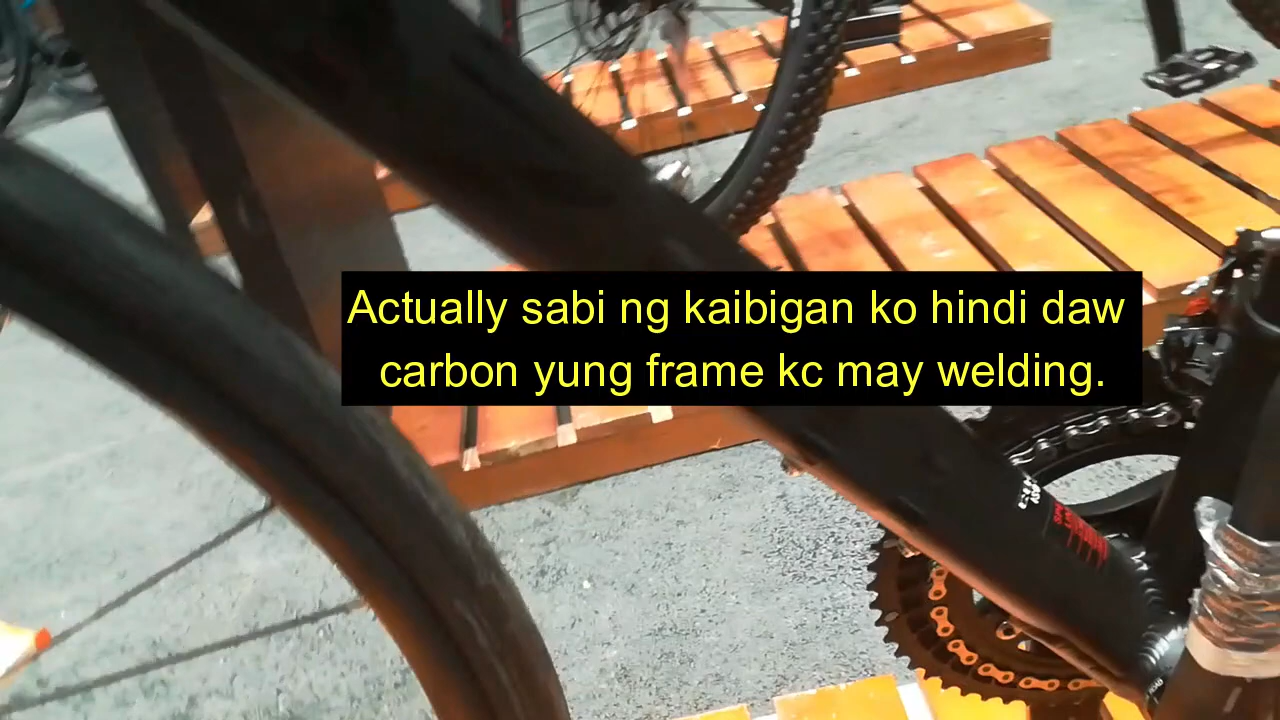 Actually sabi ng kaibigan ko hindi daw
carbon yung frame kc may welding.